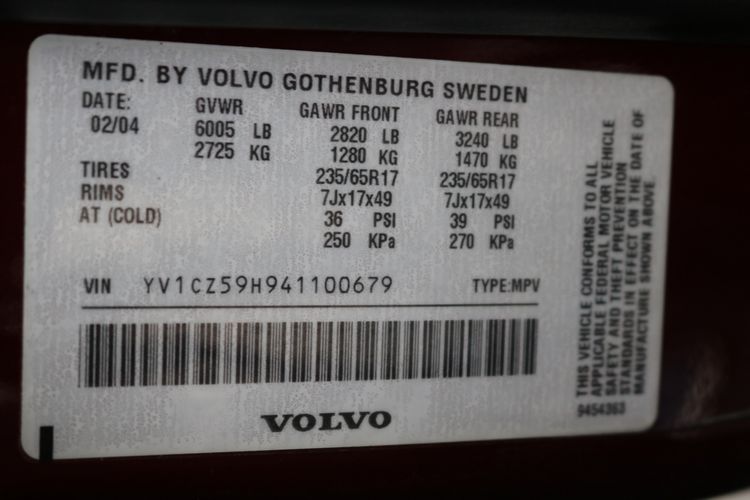 MFD. BY VOLVO GOTHENBURG SWEDEN
DATE: GVWR GAWR FRONT GAWR REAR
02/04 6005 LB 2820 LB 3240 LB
2725 KG 1280 KG 1470 KG
TIRES 235/65R17 235/65R17
RIMS 7Jx17x49 7Jx17x49
AT (COLD) 36 PSI 39 PSI
250 KPa 270 KPa
VIN YV1CZ59H941100679 TYPE:MPV
VOLVO
THIS VEHICLE CONFORMS TO ALL
APPLICABLE FEDERAL MOTOR VEHICLE
SAFETY AND THEFT PREVENTION
STANDARDS IN EFFECT ON THE DATE OF
MANUFACTURE SHOWN ABOVE.
9454363